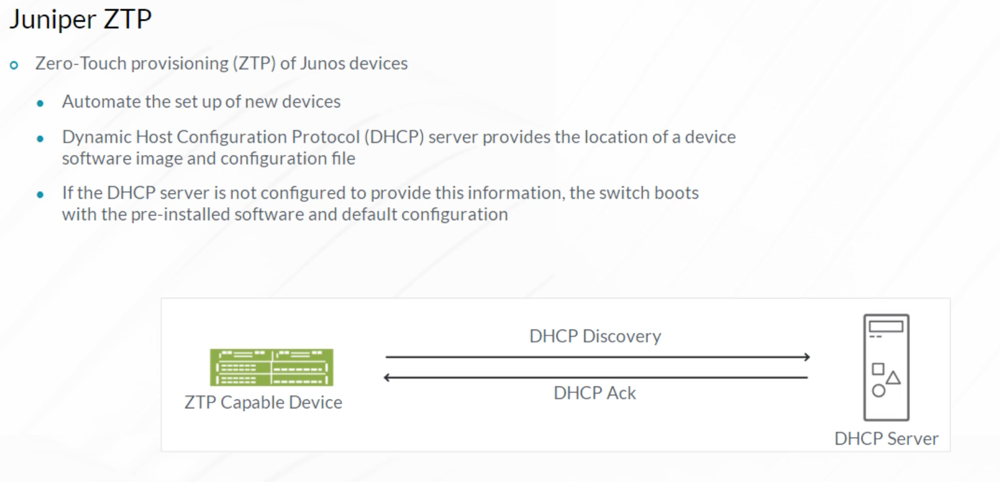 Juniper ZTP
Zero-Touch provisioning (ZTP) of Junos devices
Automate the set up of new devices
Dynamic Host Configuration Protocol (DHCP) server provides the location of a device
software image and configuration file
If the DHCP server is not configured to provide this information, the switch boots
with the pre-installed software and default configuration
DHCP Discovery
DHCP Ack
ZTP Capable Device
DHCP Server